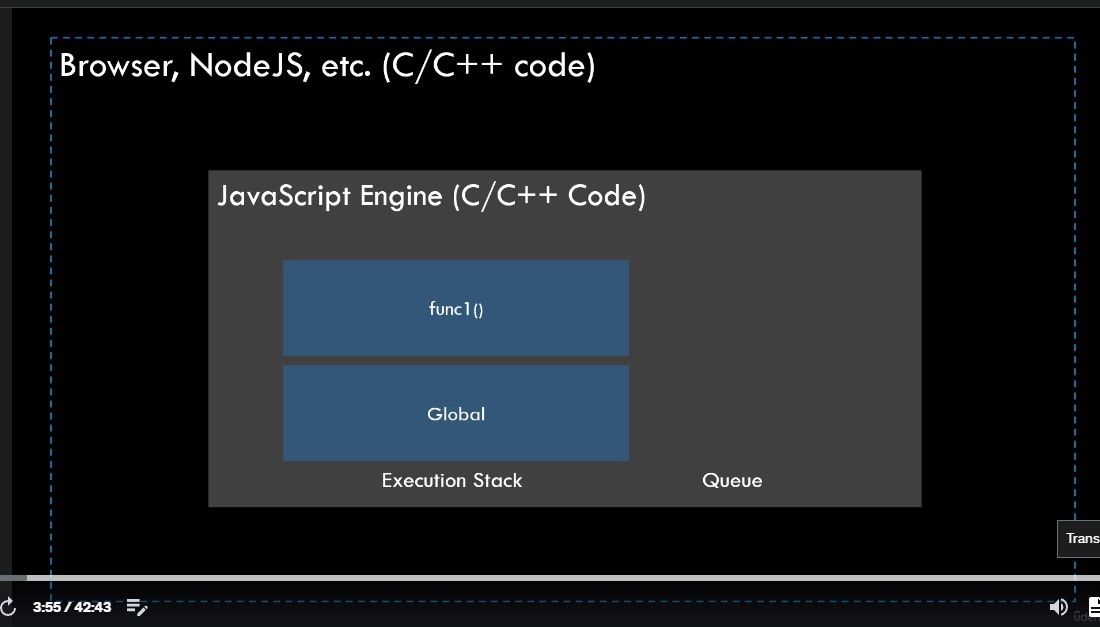 Browser, NodeJS, etc. (C/C++ code)
JavaScript Engine (C/C++ Code)
func1()
Global
Execution Stack
Queue
Trans
3:55 / 42:43